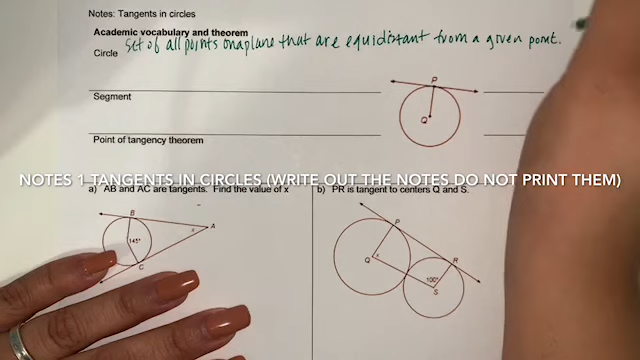 Notes: Tangents in circles
Academic vocabulary and theorem
Circle set of all points on a plane that are equidistant from a given point.
Segment
P
Q
Point of tangency theorem
NOTES 1 TANGENTS IN CIRCLES (WRITE OUT THE NOTES DO NOT PRINT THEM)
a) AB and AC are tangents. Find the value of x
b) PR is tangent to centers Q and S.
B
x
A
145°
C
P
Q
x
R
100°
S